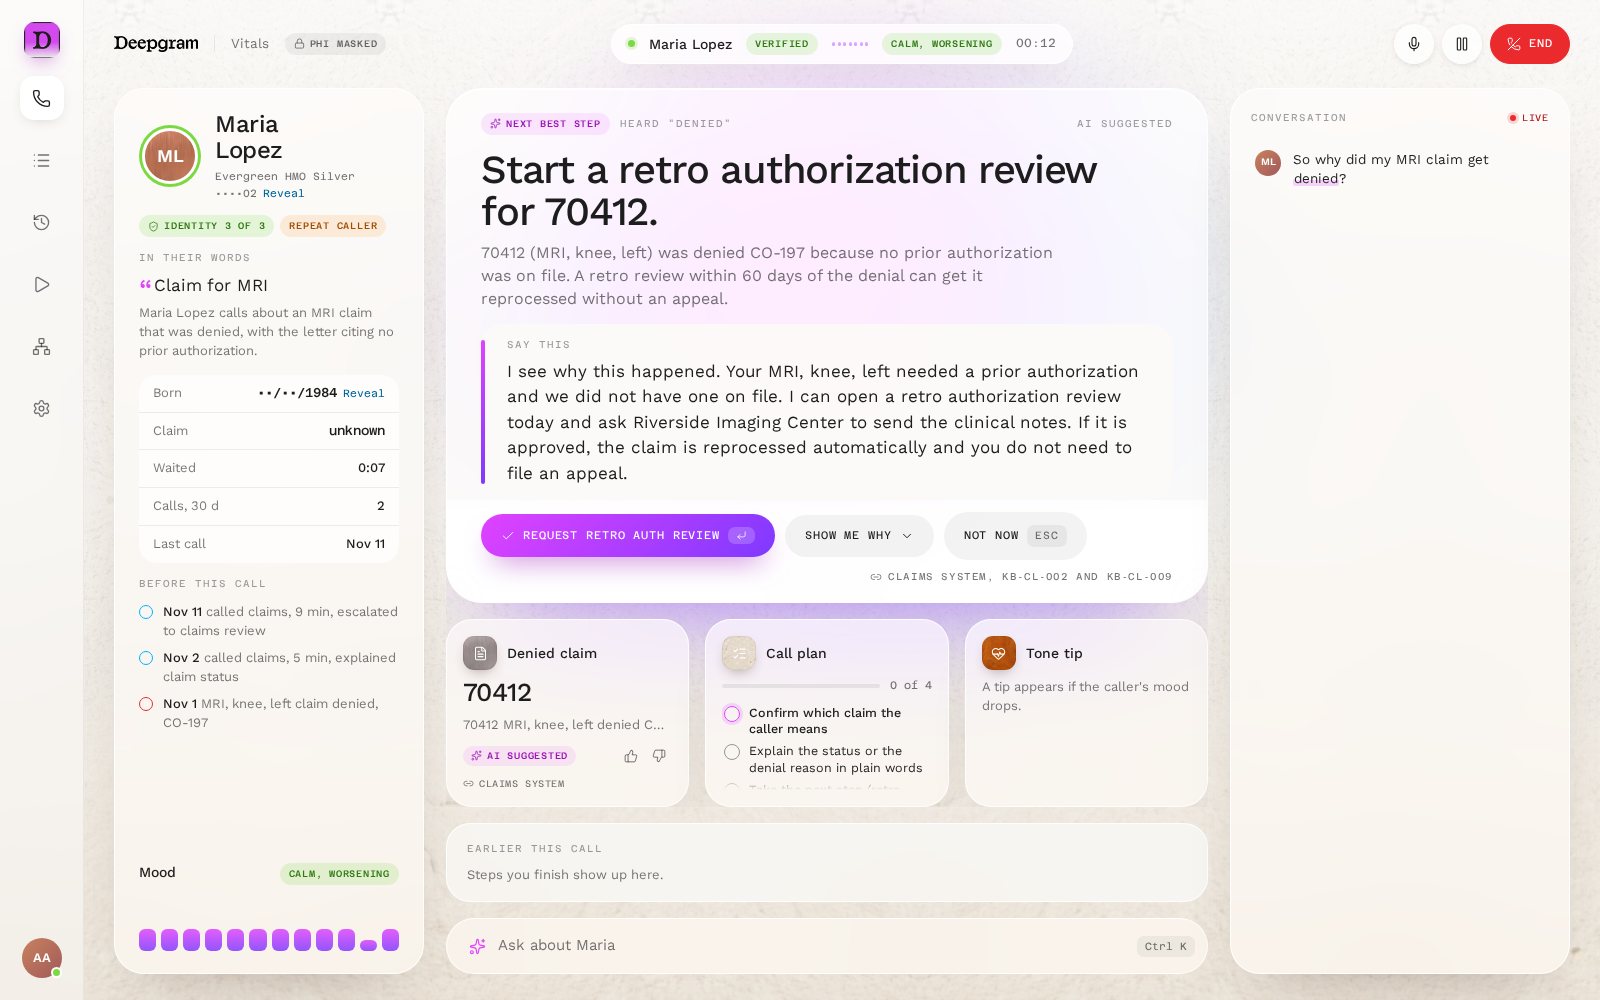 D
Deepgram
Vitals
PHI MASKED
Maria Lopez
VERIFIED
CALM, WORSENING
00:12
END
ML
Maria
Lopez
Evergreen HMO Silver
••••02 Reveal
IDENTITY 3 OF 3
REPEAT CALLER
IN THEIR WORDS
“Claim for MRI
Maria Lopez calls about an MRI claim
that was denied, with the letter citing no
prior authorization.
Born ••/••/1984 Reveal
Claim unknown
Waited 0:07
Calls, 30 d 2
Last call Nov 11
BEFORE THIS CALL
Nov 11 called claims, 9 min, escalated
to claims review
Nov 2 called claims, 5 min, explained
claim status
Nov 1 MRI, knee, left claim denied,
CO-197
Mood CALM, WORSENING
AA
NEXT BEST STEP
HEARD "DENIED"
AI SUGGESTED
Start a retro authorization review
for 70412.
70412 (MRI, knee, left) was denied CO-197 because no prior authorization
was on file. A retro review within 60 days of the denial can get it
reprocessed without an appeal.
SAY THIS
I see why this happened. Your MRI, knee, left needed a prior authorization
and we did not have one on file. I can open a retro authorization review
today and ask Riverside Imaging Center to send the clinical notes. If it is
approved, the claim is reprocessed automatically and you do not need to
file an appeal.
REQUEST RETRO AUTH REVIEW
SHOW ME WHY
NOT NOW ESC
CLAIMS SYSTEM, KB-CL-002 AND KB-CL-009
Denied claim
70412
70412 MRI, knee, left denied C...
AI SUGGESTED
CLAIMS SYSTEM
Call plan
0 of 4
Confirm which claim the
caller means
Explain the status or the
denial reason in plain words
Tone tip
A tip appears if the caller's mood
drops.
EARLIER THIS CALL
Steps you finish show up here.
Ask about Maria
Ctrl K
CONVERSATION
LIVE
ML
So why did my MRI claim get
denied?